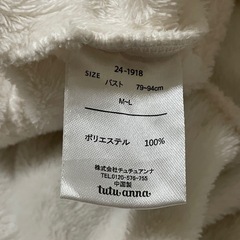 24-1918
SIZE バスト 79~94cm
M~L
ポリエステル 100%
株式会社チュチュアンナ
TEL.0120-576-755
中国製
tutu anna